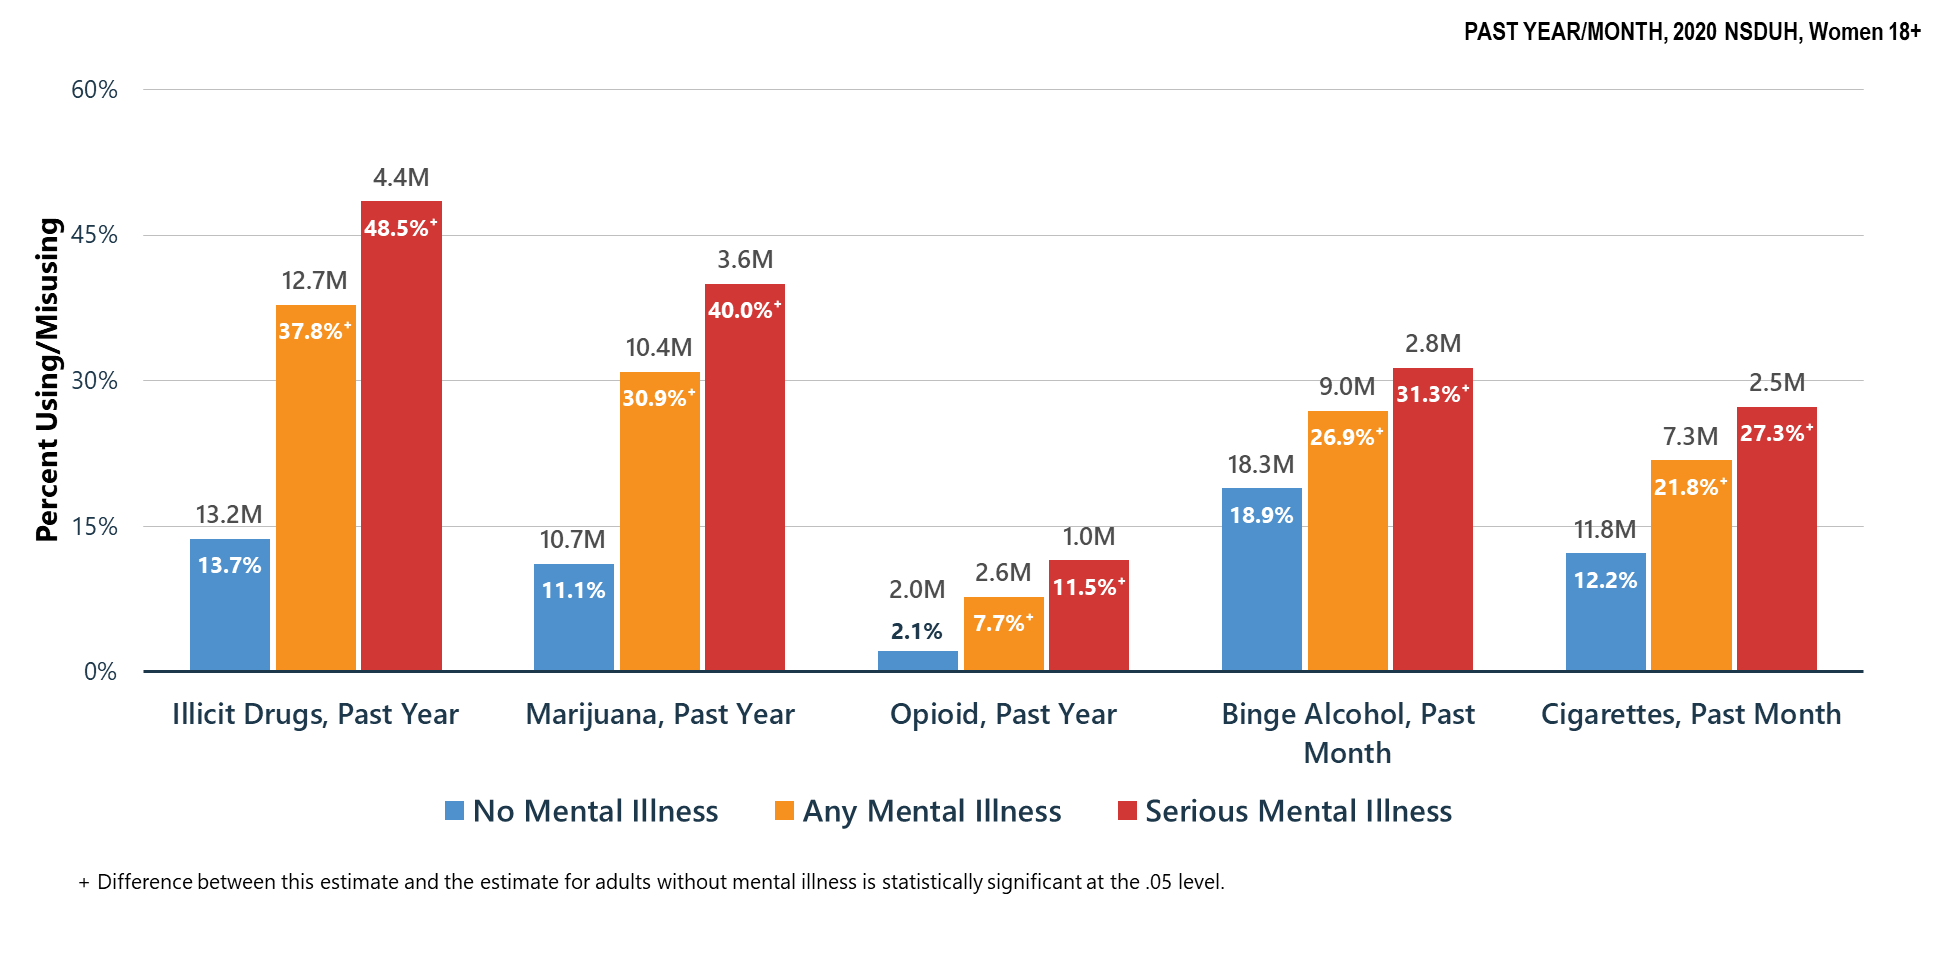 PAST YEAR/MONTH, 2020 NSDUH, Women 18+
Percent Using/Misusing
60%
45%
30%
15%
0%
13.2M
13.7%
12.7M
37.8%+
4.4M
48.5%+
10.7M
11.1%
10.4M
30.9%+
3.6M
40.0%+
2.0M
2.1%
2.6M
7.7%+
1.0M
11.5%+
18.3M
18.9%
9.0M
26.9%+
2.8M
31.3%+
11.8M
12.2%
7.3M
21.8%+
2.5M
27.3%+
Illicit Drugs, Past Year
Marijuana, Past Year
Opioid, Past Year
Binge Alcohol, Past
Month
Cigarettes, Past Month
No Mental Illness
Any Mental Illness
Serious Mental Illness
+ Difference between this estimate and the estimate for adults without mental illness is statistically significant at the .05 level.